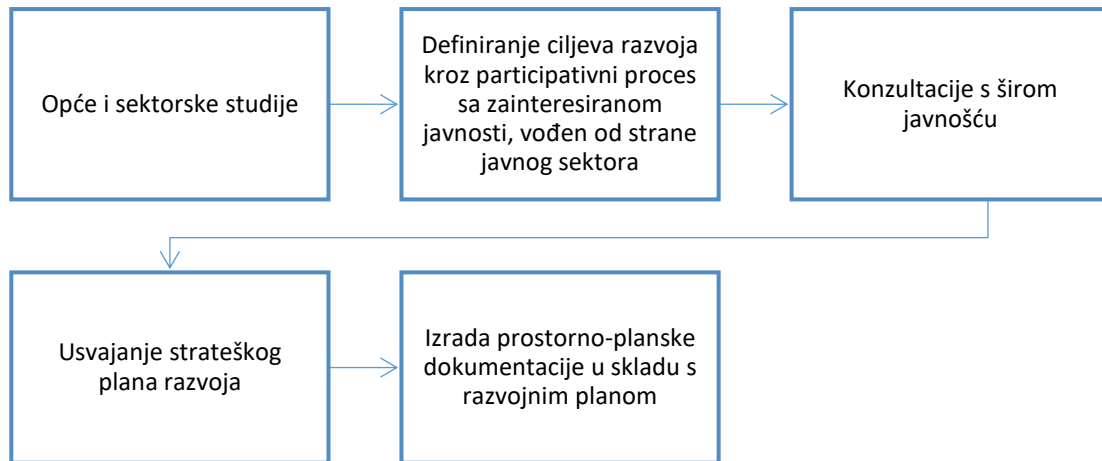 Opće i sektorske studije
Definiranje ciljeva razvoja
kroz participativni proces
sa zainteresiranom
javnosti, vođen od strane
javnog sektora
Konzultacije s širom
javnošću
Usvajanje strateškog
plana razvoja
Izrada prostorno-planske
dokumentacije u skladu s
razvojnim planom